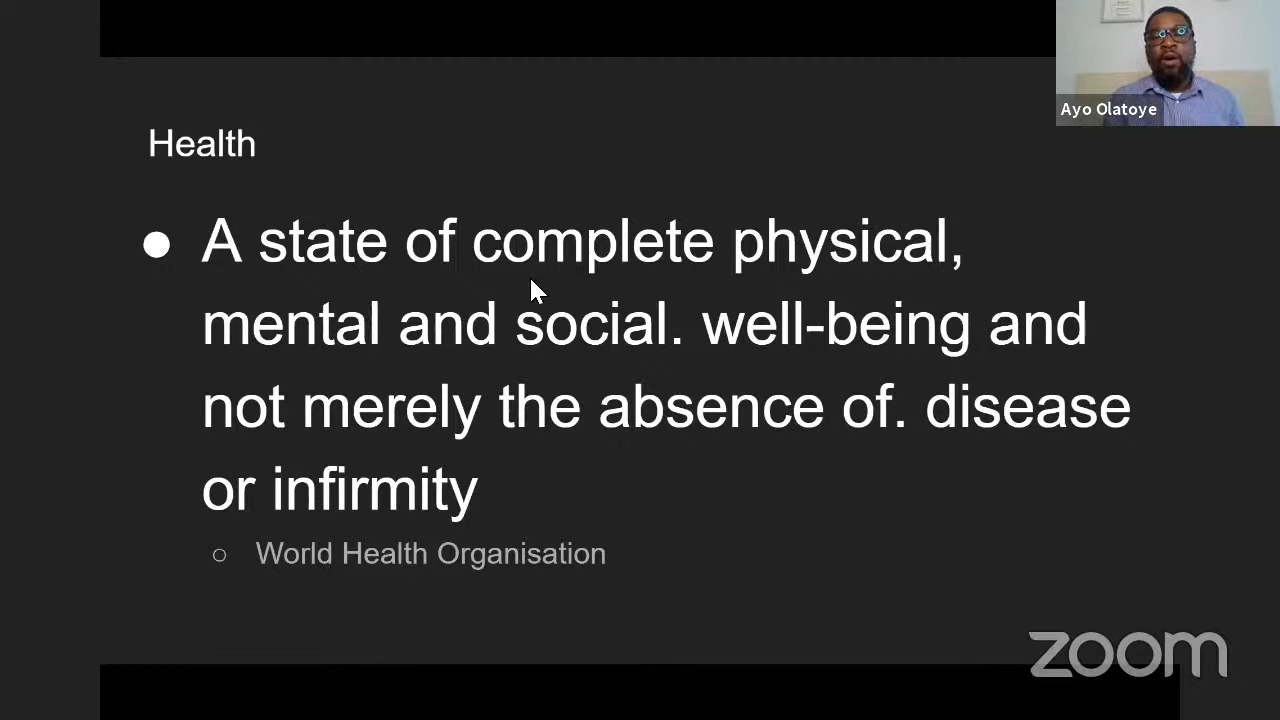 Ayo Olatoye
Health
● A state of complete physical,
mental and social. well-being and
not merely the absence of. disease
or infirmity
○ World Health Organisation
zoom